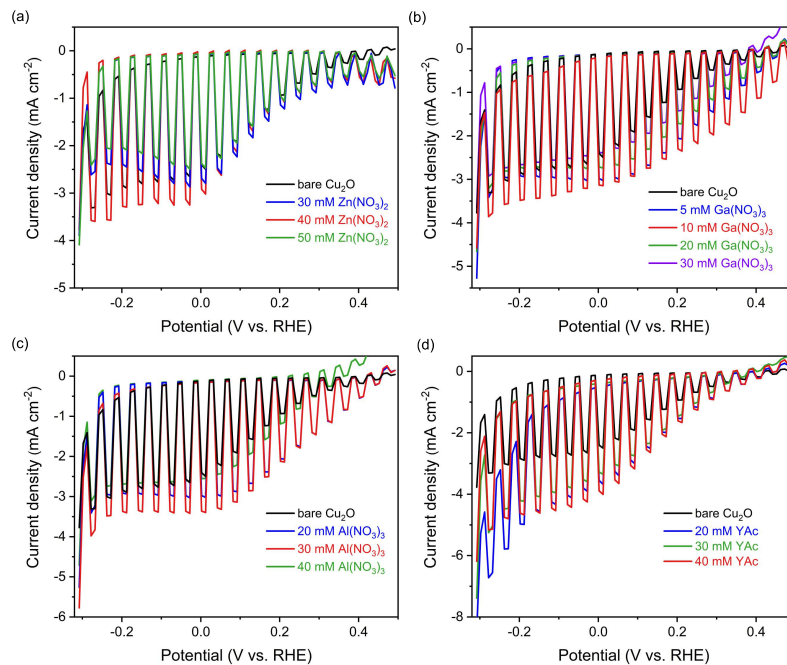 (a)
0
-1
-2
-3
-4
-5
-0.2
0.0
0.2
0.4
Current density (mA cm⁻²)
Potential (V vs. RHE)
bare Cu₂O
30 mM Zn(NO₃)₂
40 mM Zn(NO₃)₂
50 mM Zn(NO₃)₂
(b)
0
-1
-2
-3
-4
-5
-0.2
0.0
0.2
0.4
Current density (mA cm⁻²)
Potential (V vs. RHE)
bare Cu₂O
5 mM Ga(NO₃)₃
10 mM Ga(NO₃)₃
20 mM Ga(NO₃)₃
30 mM Ga(NO₃)₃
(c)
0
-1
-2
-3
-4
-5
-6
-0.2
0.0
0.2
0.4
Current density (mA cm⁻²)
Potential (V vs. RHE)
bare Cu₂O
20 mM Al(NO₃)₃
30 mM Al(NO₃)₃
40 mM Al(NO₃)₃
(d)
0
-2
-4
-6
-8
-0.2
0.0
0.2
0.4
Current density (mA cm⁻²)
Potential (V vs. RHE)
bare Cu₂O
20 mM YAc
30 mM YAc
40 mM YAc